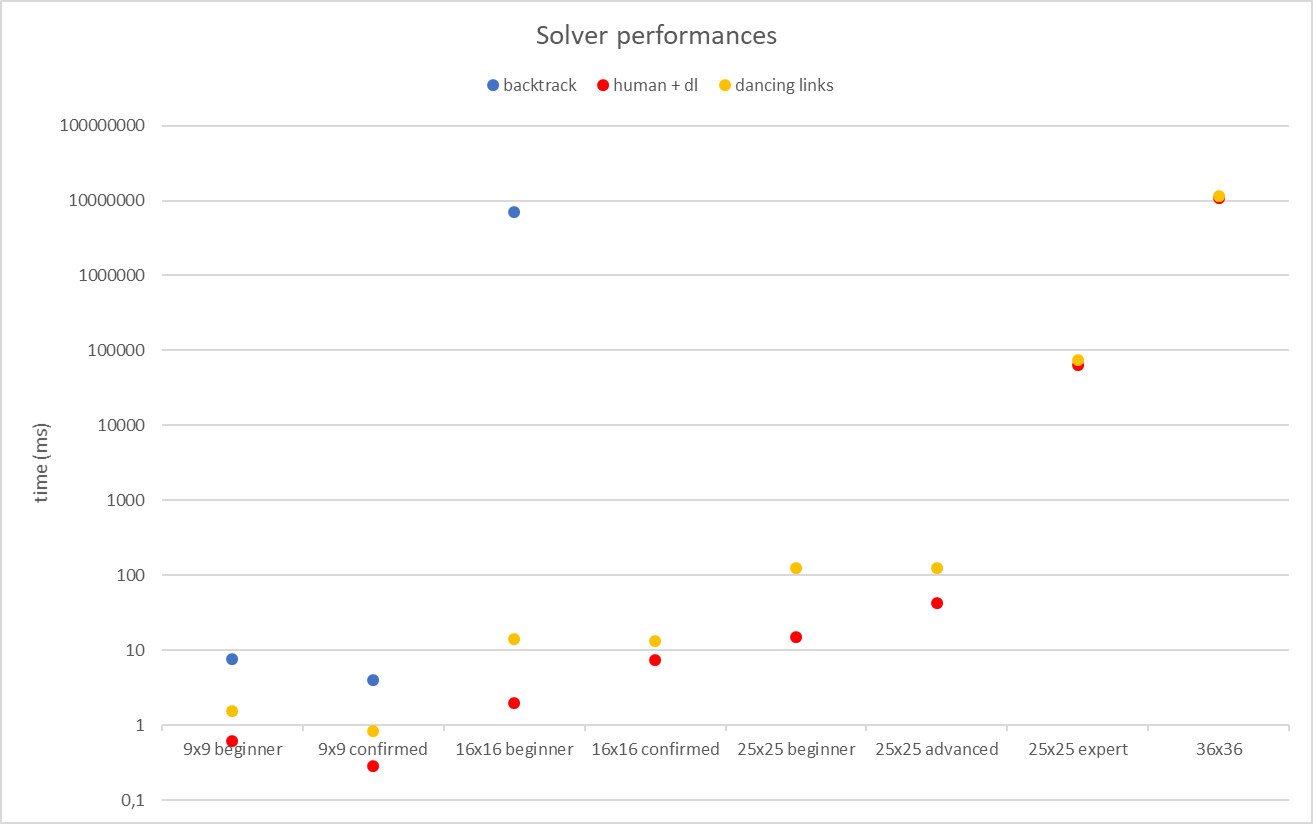 Solver performances
backtrack human + dl dancing links
100000000
10000000
1000000
100000
10000
1000
100
10
1
0,1
time (ms)
9x9 beginner 9x9 confirmed 16x16 beginner 16x16 confirmed 25x25 beginner 25x25 advanced 25x25 expert 36x36